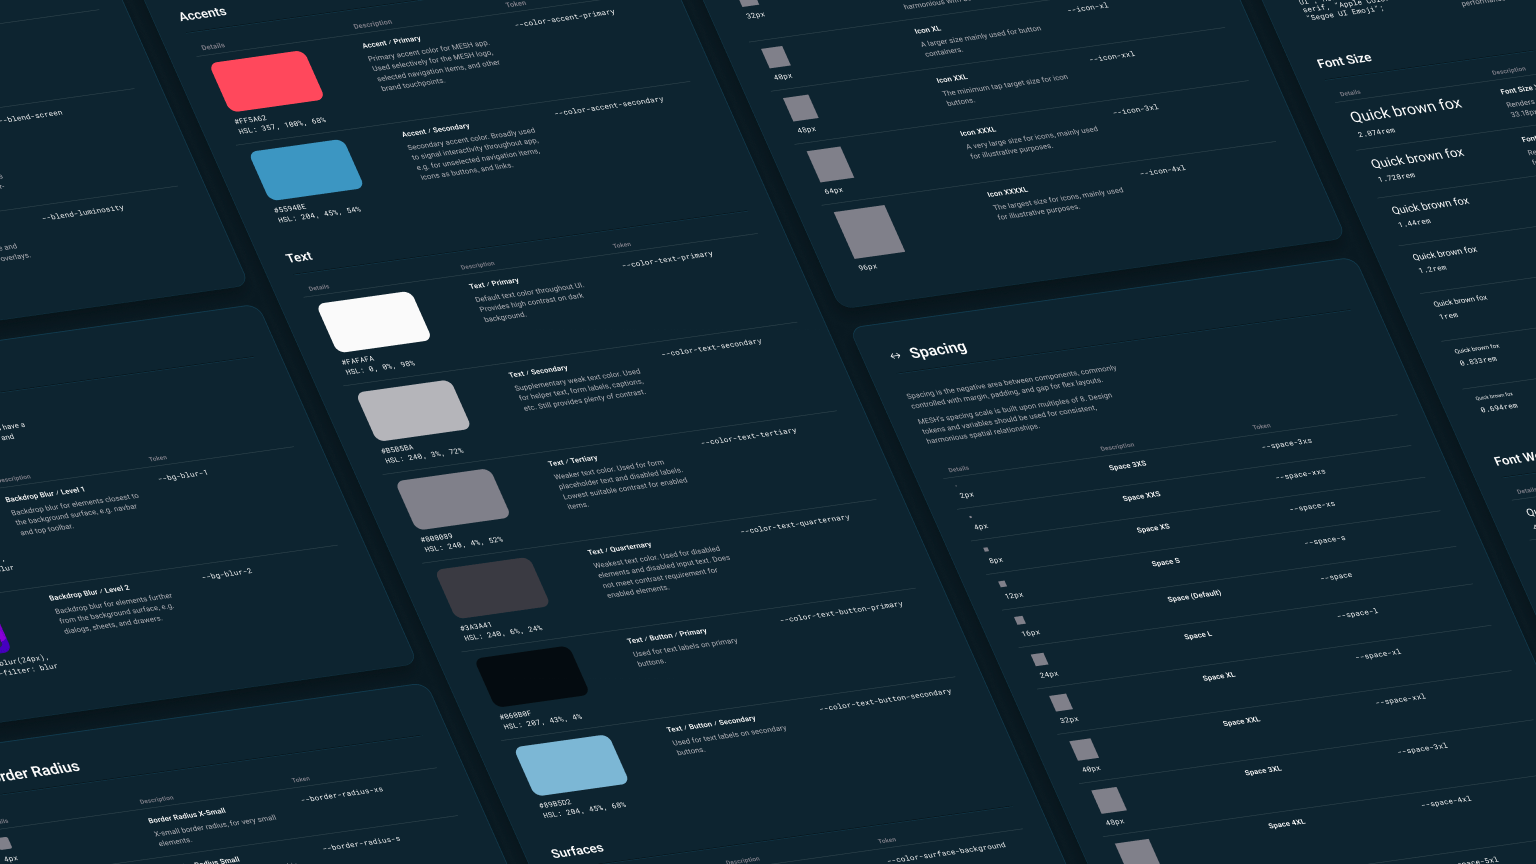 --blend-screen
--blend-luminosity
e and
overlays.
have a
and
Description
Token
Backdrop Blur / Level 1
Backdrop blur for elements closest to
the background surface, e.g. navbar
and top toolbar.
--bg-blur-1
Backdrop Blur / Level 2
Backdrop blur for elements further
from the background surface, e.g.
dialogs, sheets, and drawers.
--bg-blur-2
blur(24px),
-filter: blur
rder Radius
Description
Token
Border Radius X-Small
X-small border radius, for very small
elements.
--border-radius-xs
4px
Radius Small
--border-radius-s
Accents
Details
Description
Token
Accent / Primary
Primary accent color for MESH app.
Used selectively for the MESH logo,
selected navigation items, and other
brand touchpoints.
--color-accent-primary
#FF5A62
HSL: 357, 100%, 68%
Accent / Secondary
Secondary accent color. Broadly used
to signal interactivity throughout app,
e.g. for unselected navigation items,
icons as buttons, and links.
--color-accent-secondary
#5594BE
HSL: 204, 45%, 54%
Text
Details
Description
Token
Text / Primary
Default text color throughout UI.
Provides high contrast on dark
background.
--color-text-primary
#FAFAFA
HSL: 0, 0%, 98%
Text / Secondary
Supplementary weak text color. Used
for helper text, form labels, captions,
etc. Still provides plenty of contrast.
--color-text-secondary
#B5B5BA
HSL: 240, 3%, 72%
Text / Tertiary
Weaker text color. Used for form
placeholder text and disabled labels.
Lowest suitable contrast for enabled
items.
--color-text-tertiary
#808089
HSL: 240, 4%, 52%
Text / Quarternary
Weakest text color. Used for disabled
elements and disabled input text. Does
not meet contrast requirement for
enabled elements.
--color-text-quarternary
#3A3A41
HSL: 240, 6%, 24%
Text / Button / Primary
Used for text labels on primary
buttons.
--color-text-button-primary
HSL: 207, 43%, 4%
Text / Button / Secondary
Used for text labels on secondary
buttons.
--color-text-button-secondary
#89B5D2
HSL: 204, 45%, 68%
Surfaces
Description
Token
--color-surface-background
32px
--icon-xl
Icon XL
A larger size mainly used for button
containers.
40px
--icon-xxl
Icon XXL
The minimum tap target size for icon
buttons.
48px
--icon-3xl
Icon XXXL
A very large size for icons, mainly used
for illustrative purposes.
64px
--icon-4xl
Icon XXXXL
The largest size for icons, mainly used
for illustrative purposes.
96px
↔ Spacing
Spacing is the negative area between components, commonly
controlled with margin, padding, and gap for flex layouts.
MESH's spacing scale is built upon multiples of 8. Design
tokens and variables should be used for consistent,
harmonious spatial relationships.
Details
Description
Token
2px
Space 3XS
--space-3xs
4px
Space XXS
--space-xxs
8px
Space XS
--space-xs
12px
Space S
--space-s
16px
Space (Default)
--space
24px
Space L
--space-l
32px
Space XL
--space-xl
40px
Space XXL
--space-xxl
48px
Space 3XL
--space-3xl
Space 4XL
--space-4xl
serif, "Apple
"Segoe UI Emoji";
Font Size
Details
Description
Quick brown fox
2.074rem
Font Size
Renders
Quick brown fox
1.728rem
Quick brown fox
1.44rem
Quick brown fox
1.2rem
Quick brown fox
1rem
Quick brown fox
0.833rem
Quick brown fox
0.694rem
Font We